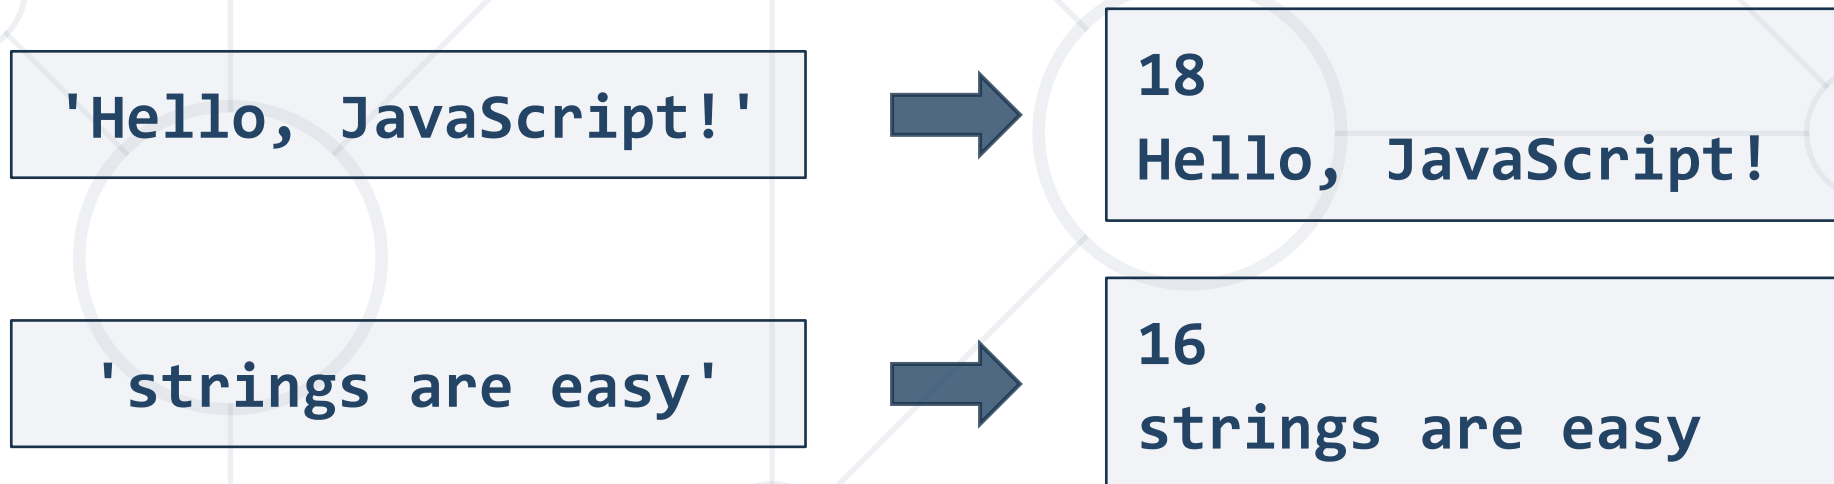 'Hello, JavaScript!'
18
Hello, JavaScript!
'strings are easy'
16
strings are easy